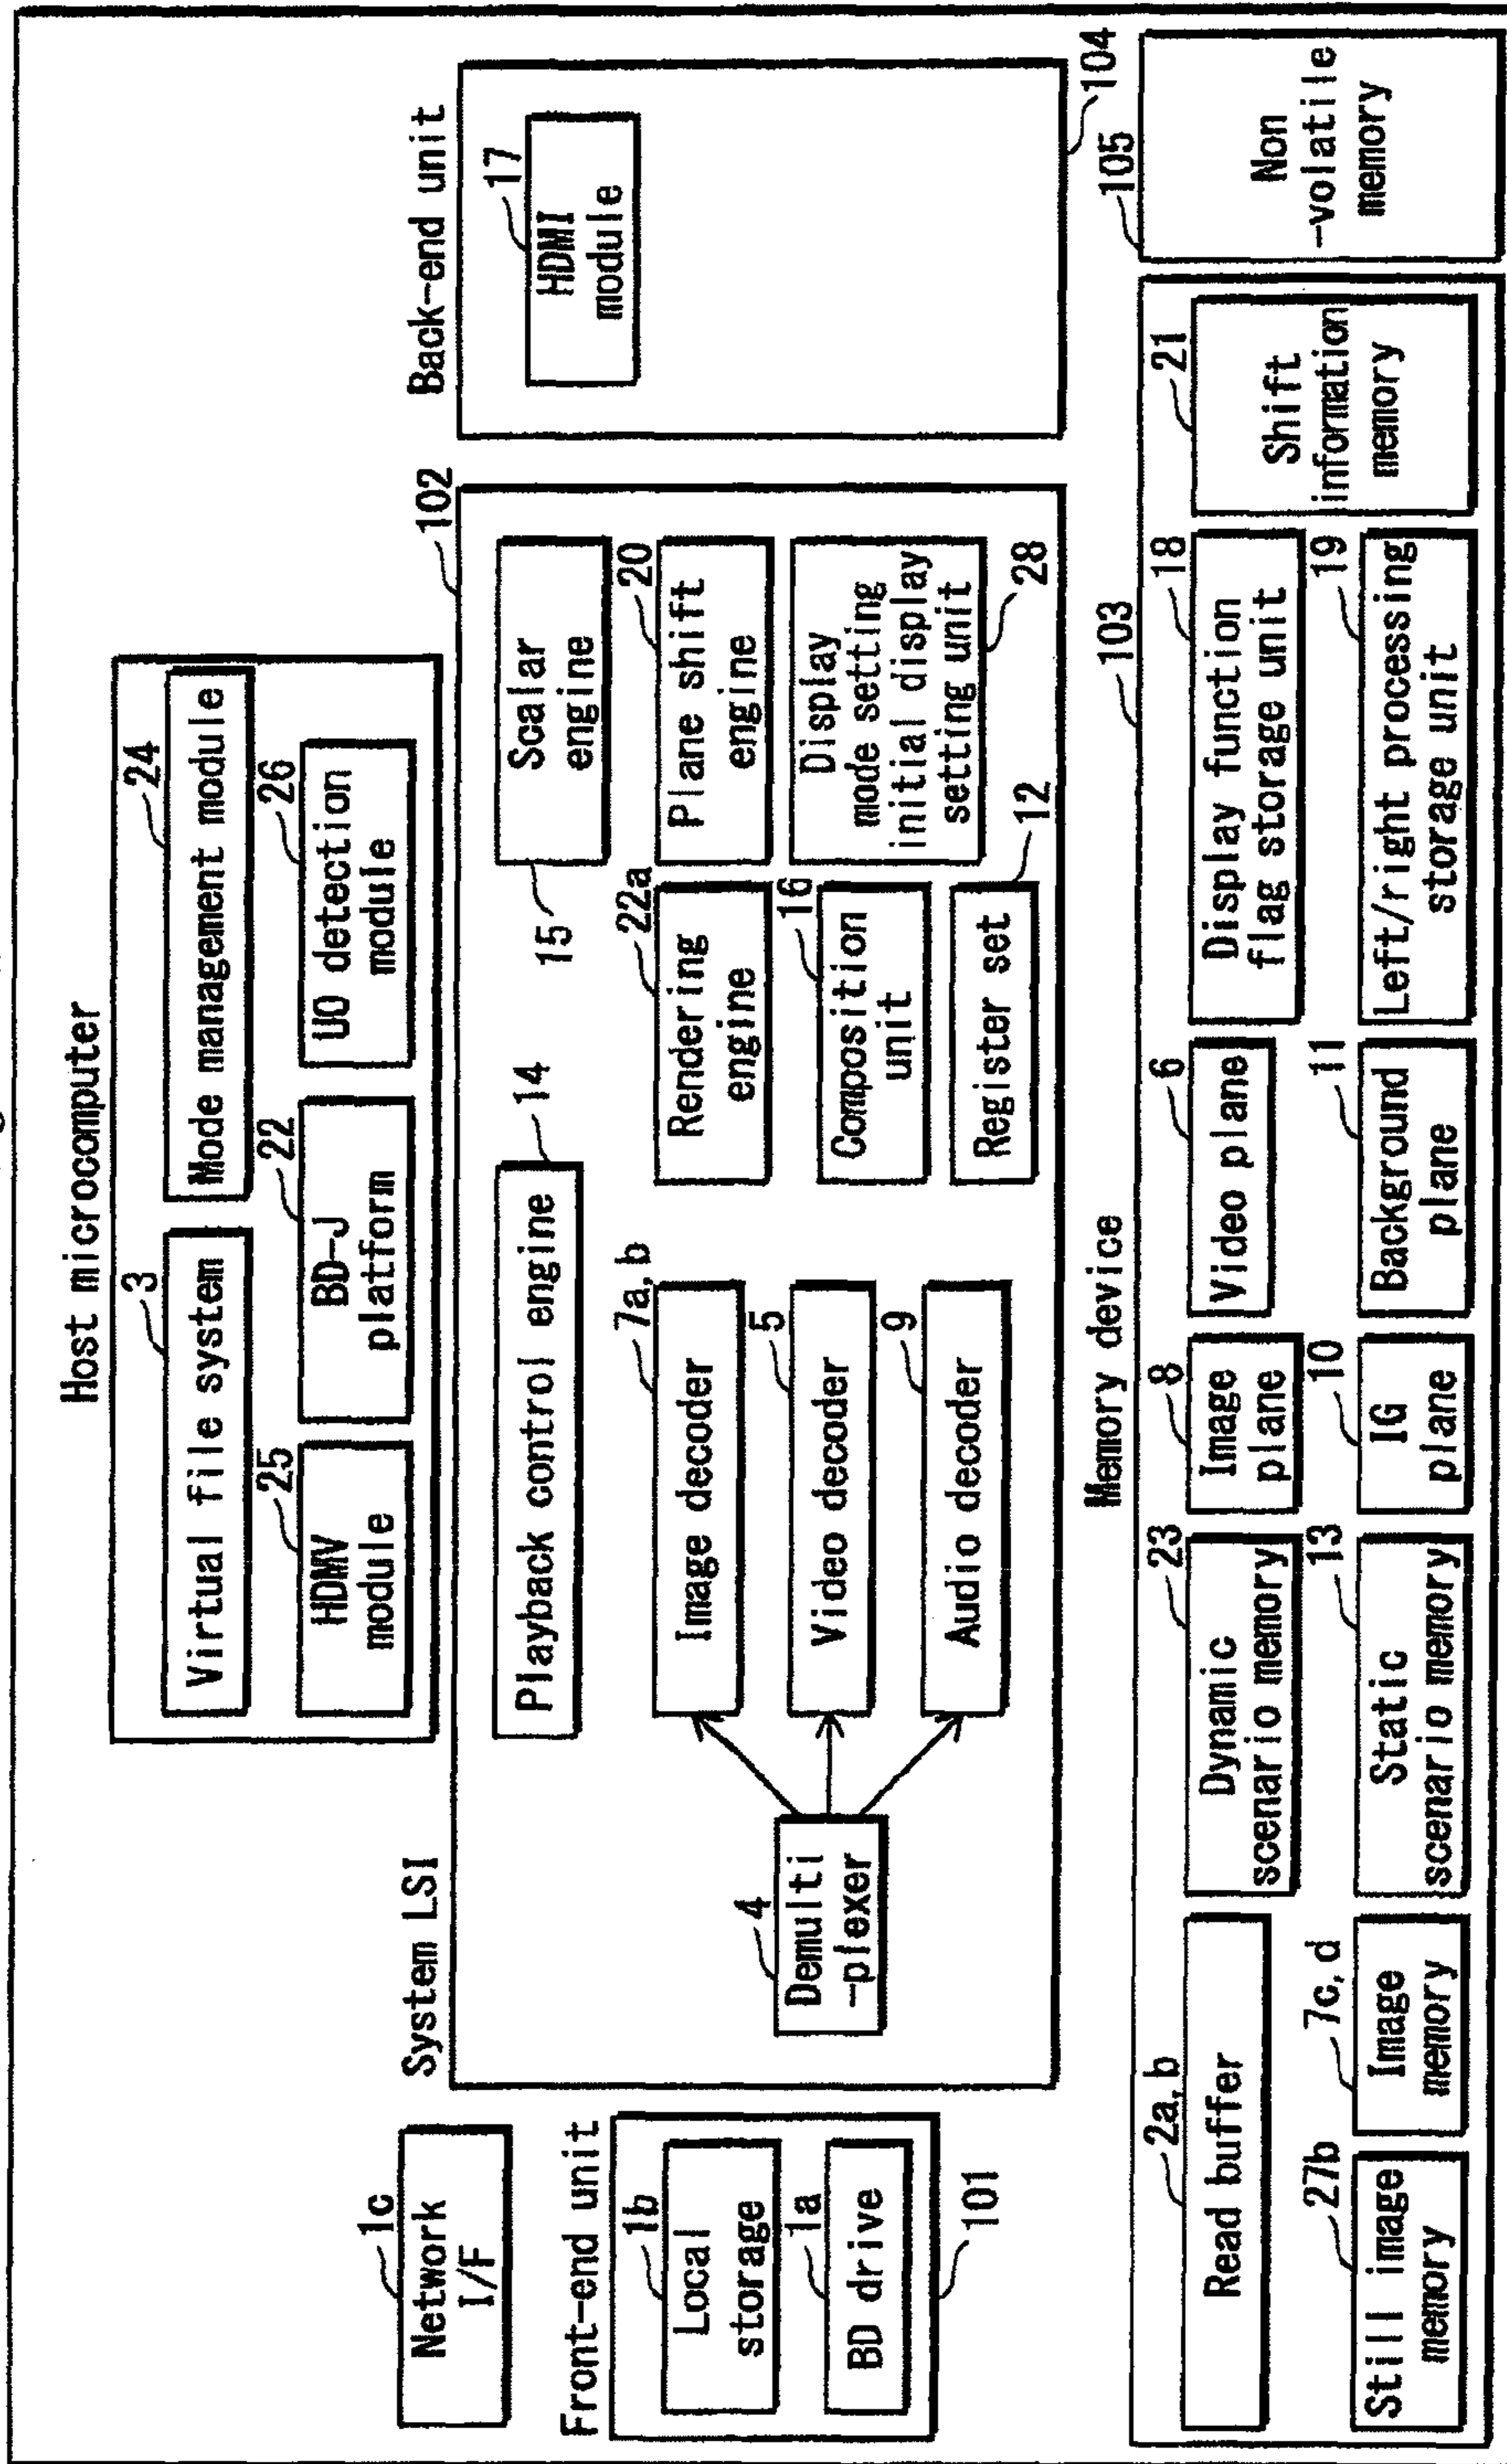 Host microcomputer
3
Virtual file system
24
Mode management module
25
HDMV
module
22
BD-J
platform
26
UO detection
module
1c
Network
I/F
Front-end unit
1b
Local
storage
1a
BD drive
101
System LSI
102
14
Playback control engine
4
Demulti
-plexer
7a, b
Image decoder
5
Video decoder
9
Audio decoder
15
Scalar
engine
22a
Rendering
engine
20
Plane shift
engine
16
Composition
unit
Display
mode setting
initial display
setting unit
28
12
Register set
Back-end unit
17
HDMI
module
104
Memory device
103
2a, b
Read buffer
23
Dynamic
scenario memory
8
Image
plane
6
Video plane
18
Display function
flag storage unit
21
Shift
information
memory
27b
Still image
memory
7c, d
Image
memory
13
Static
scenario memory
10
IG
plane
11
Background
plane
19
Left/right processing
storage unit
105
Non
-volatile
memory